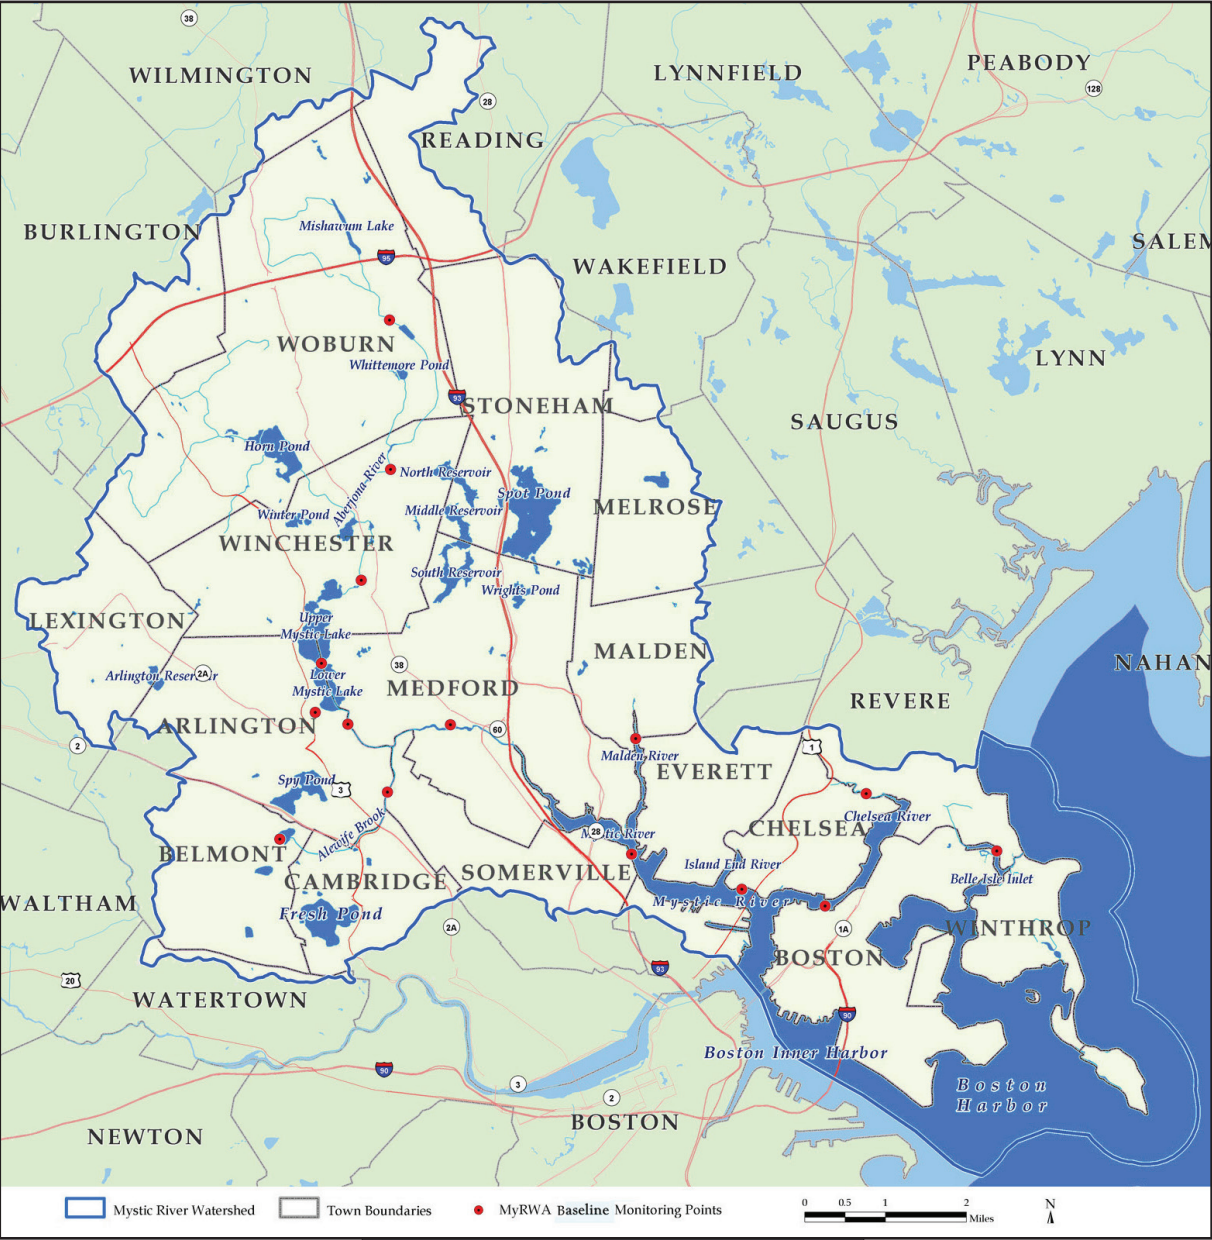 38
WILMINGTON
LYNNFIELD
PEABODY
128
28
READING
BURLINGTON
Mishawum Lake
SALEM
95
WAKEFIELD
WOBURN
Whittemore Pond
LYNN
93
STONEHAM
SAUGUS
Horn Pond
Aberjona River
North Reservoir
Spot Pond
Middle Reservoir
MELROSE
Winter Pond
WINCHESTER
South Reservoir
Wrights Pond
LEXINGTON
Upper
Mystic Lake
MALDEN
NAHAN
38
2A
Lower
Mystic Lake
MEDFORD
REVERE
ARLINGTON
60
2
1
Malden River
EVERETT
Spy Pond
3
Alewife Brook
Chelsea River
CHELSEA
28
BELMONT
Island End River
SOMERVILLE
CAMBRIDGE
Belle Isle Inlet
WALTHAM
Mystic River
Fresh Pond
2A
1A
WINTHROP
BOSTON
93
20
WATERTOWN
90
Boston Inner Harbor
90
3
Boston
Harbor
2
BOSTON
NEWTON
Mystic River Watershed
Town Boundaries
MyRWA Baseline Monitoring Points
0 0.5 1 2
Miles
N